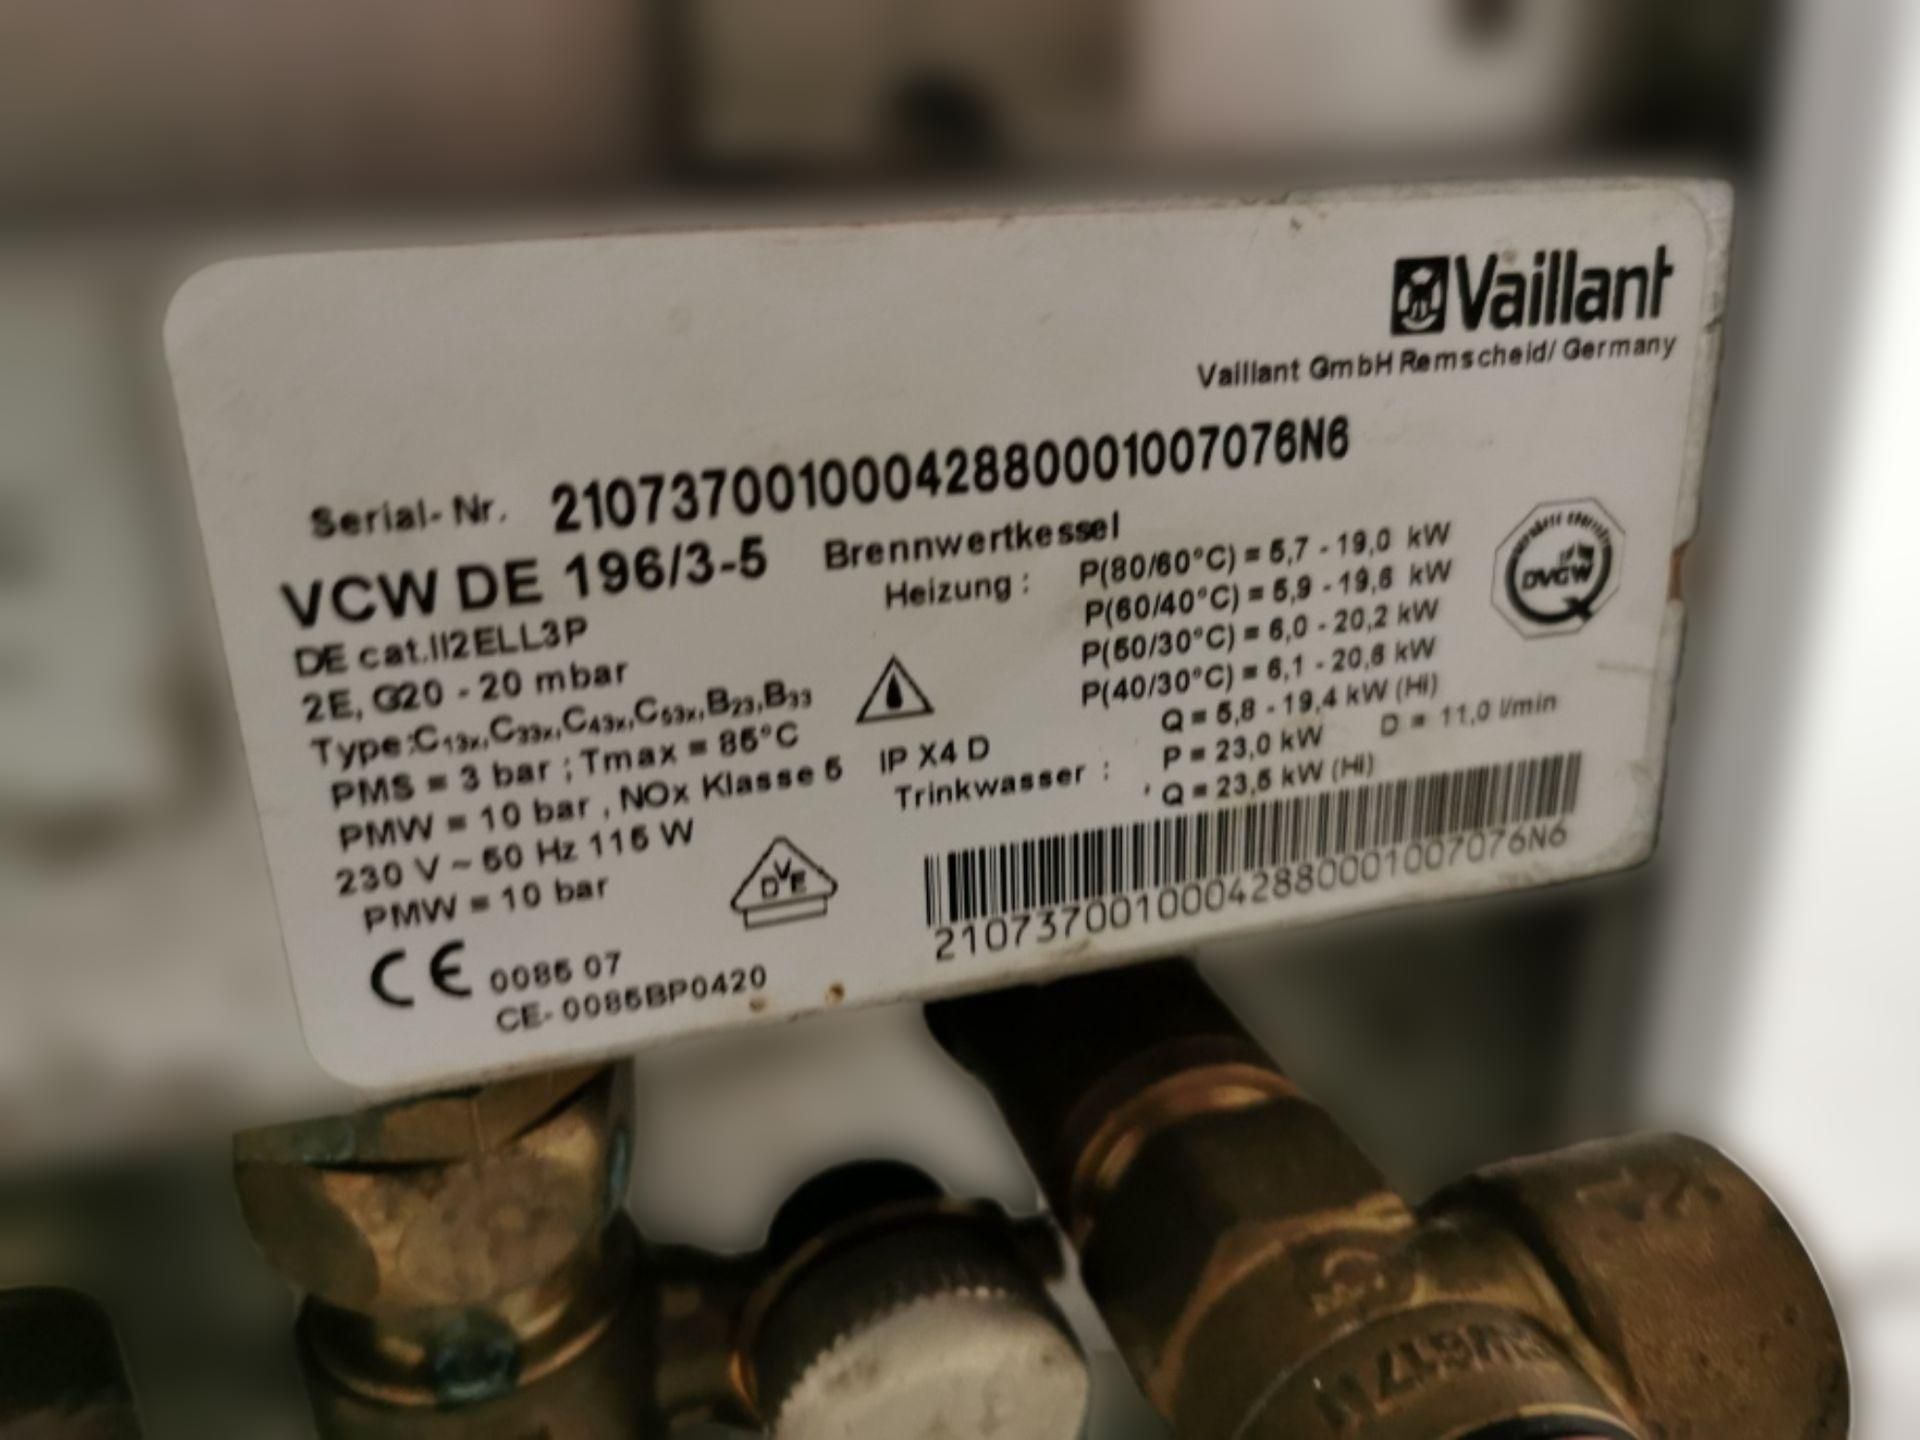 Vaillant
Vaillant GmbH Remscheid/ Germany
Serial-Nr. 21073700100042880001007076N6
VCW DE 196/3-5 Brennwertkessel
DE cat.II2ELL3P
2E, G20 - 20 mbar
Type:C13x,C33x,C43x,C53x,B23,B33
PMS = 3 bar ; Tmax = 85°C
PMW = 10 bar , NOx Klasse 5
230 V ~ 50 Hz 115 W
PMW = 10 bar
Heizung : P(80/60°C) = 5,7 - 19,0 kW
P(60/40°C) = 5,9 - 19,6 kW
P(50/30°C) = 6,0 - 20,2 kW
P(40/30°C) = 6,1 - 20,6 kW
Q = 5,8 - 19,4 kW (Hi)
IP X4 D
Trinkwasser : P = 23,0 kW D = 11,0 l/min
Q = 23,5 kW (Hi)
DVGW
DVE
21073700100042880001007076N6
CE 0085 07
CE- 0085BP0420